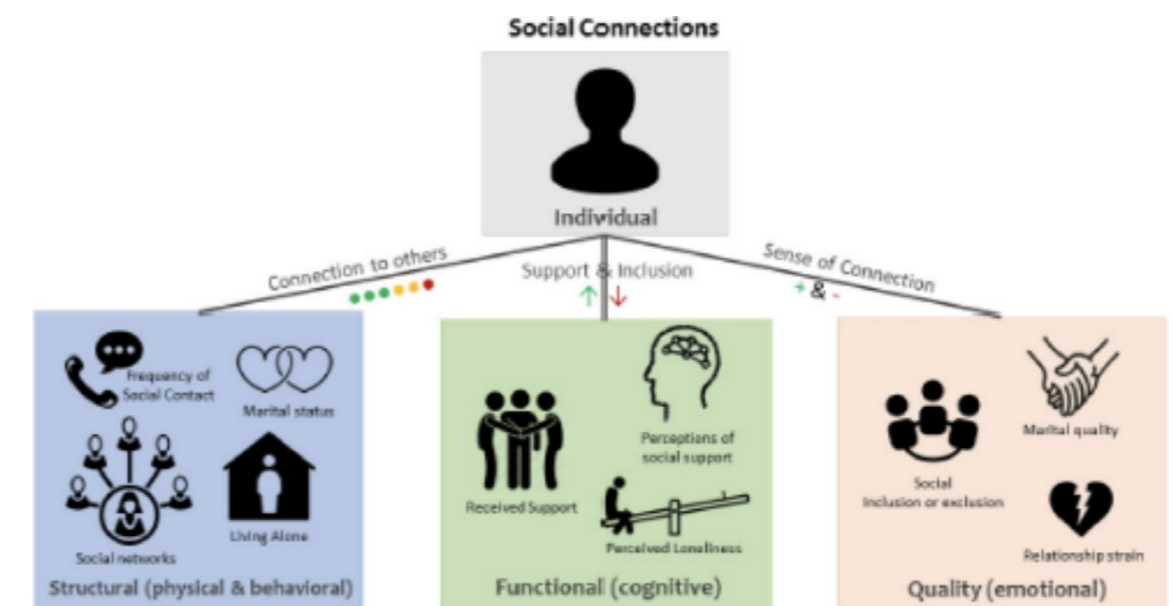 Social Connections
Individual
Connection to others
Support & Inclusion
Sense of Connection
+ & -
Frequency of
Social Contact
Marital status
Social networks
Living Alone
Structural (physical & behavioral)
Received Support
Perceptions of
social support
Perceived Loneliness
Functional (cognitive)
Social
Inclusion or exclusion
Marital quality
Relationship strain
Quality (emotional)